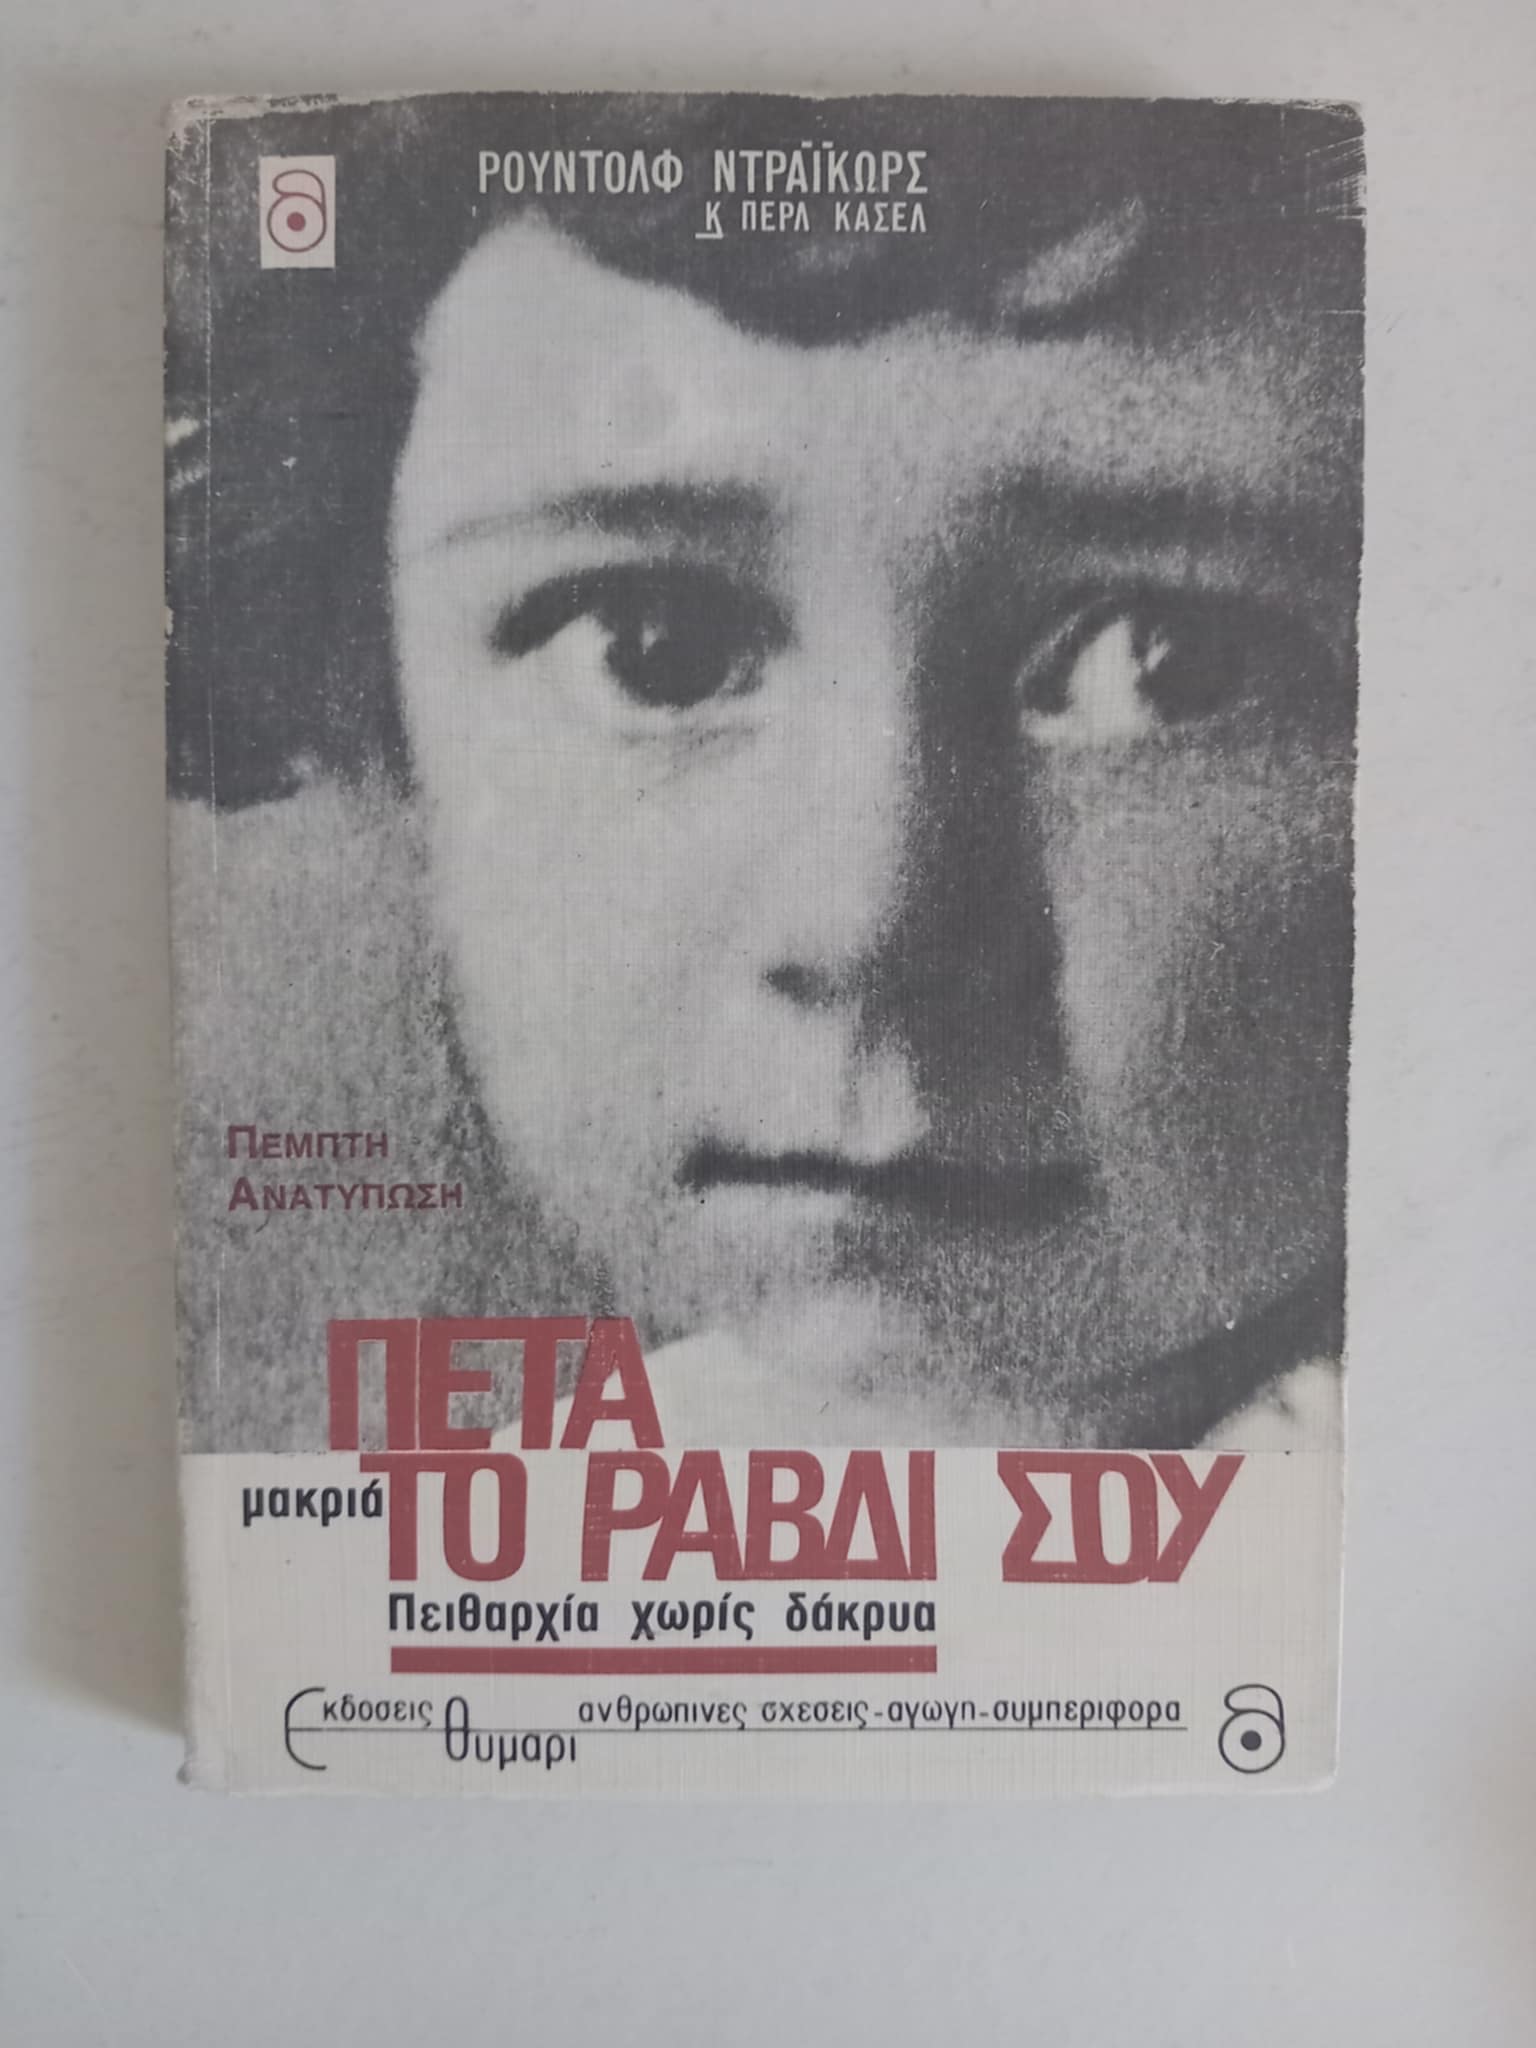 ΡΟΥΝΤΟΛΦ ΝΤΡΑΪΚΩΡΣ
Κ ΠΕΡΛ ΚΑΣΕΛ
ΠΕΜΠΤΗ
ΑΝΑΤΥΠΩΣΗ
ΠΕΤΑ
μακριά ΤΟ ΡΑΒΔΙ ΣΟΥ
Πειθαρχία χωρίς δάκρυα
Εκδοσεις Θυμαρι ανθρωπινες σχεσεις-αγωγη-συμπεριφορα